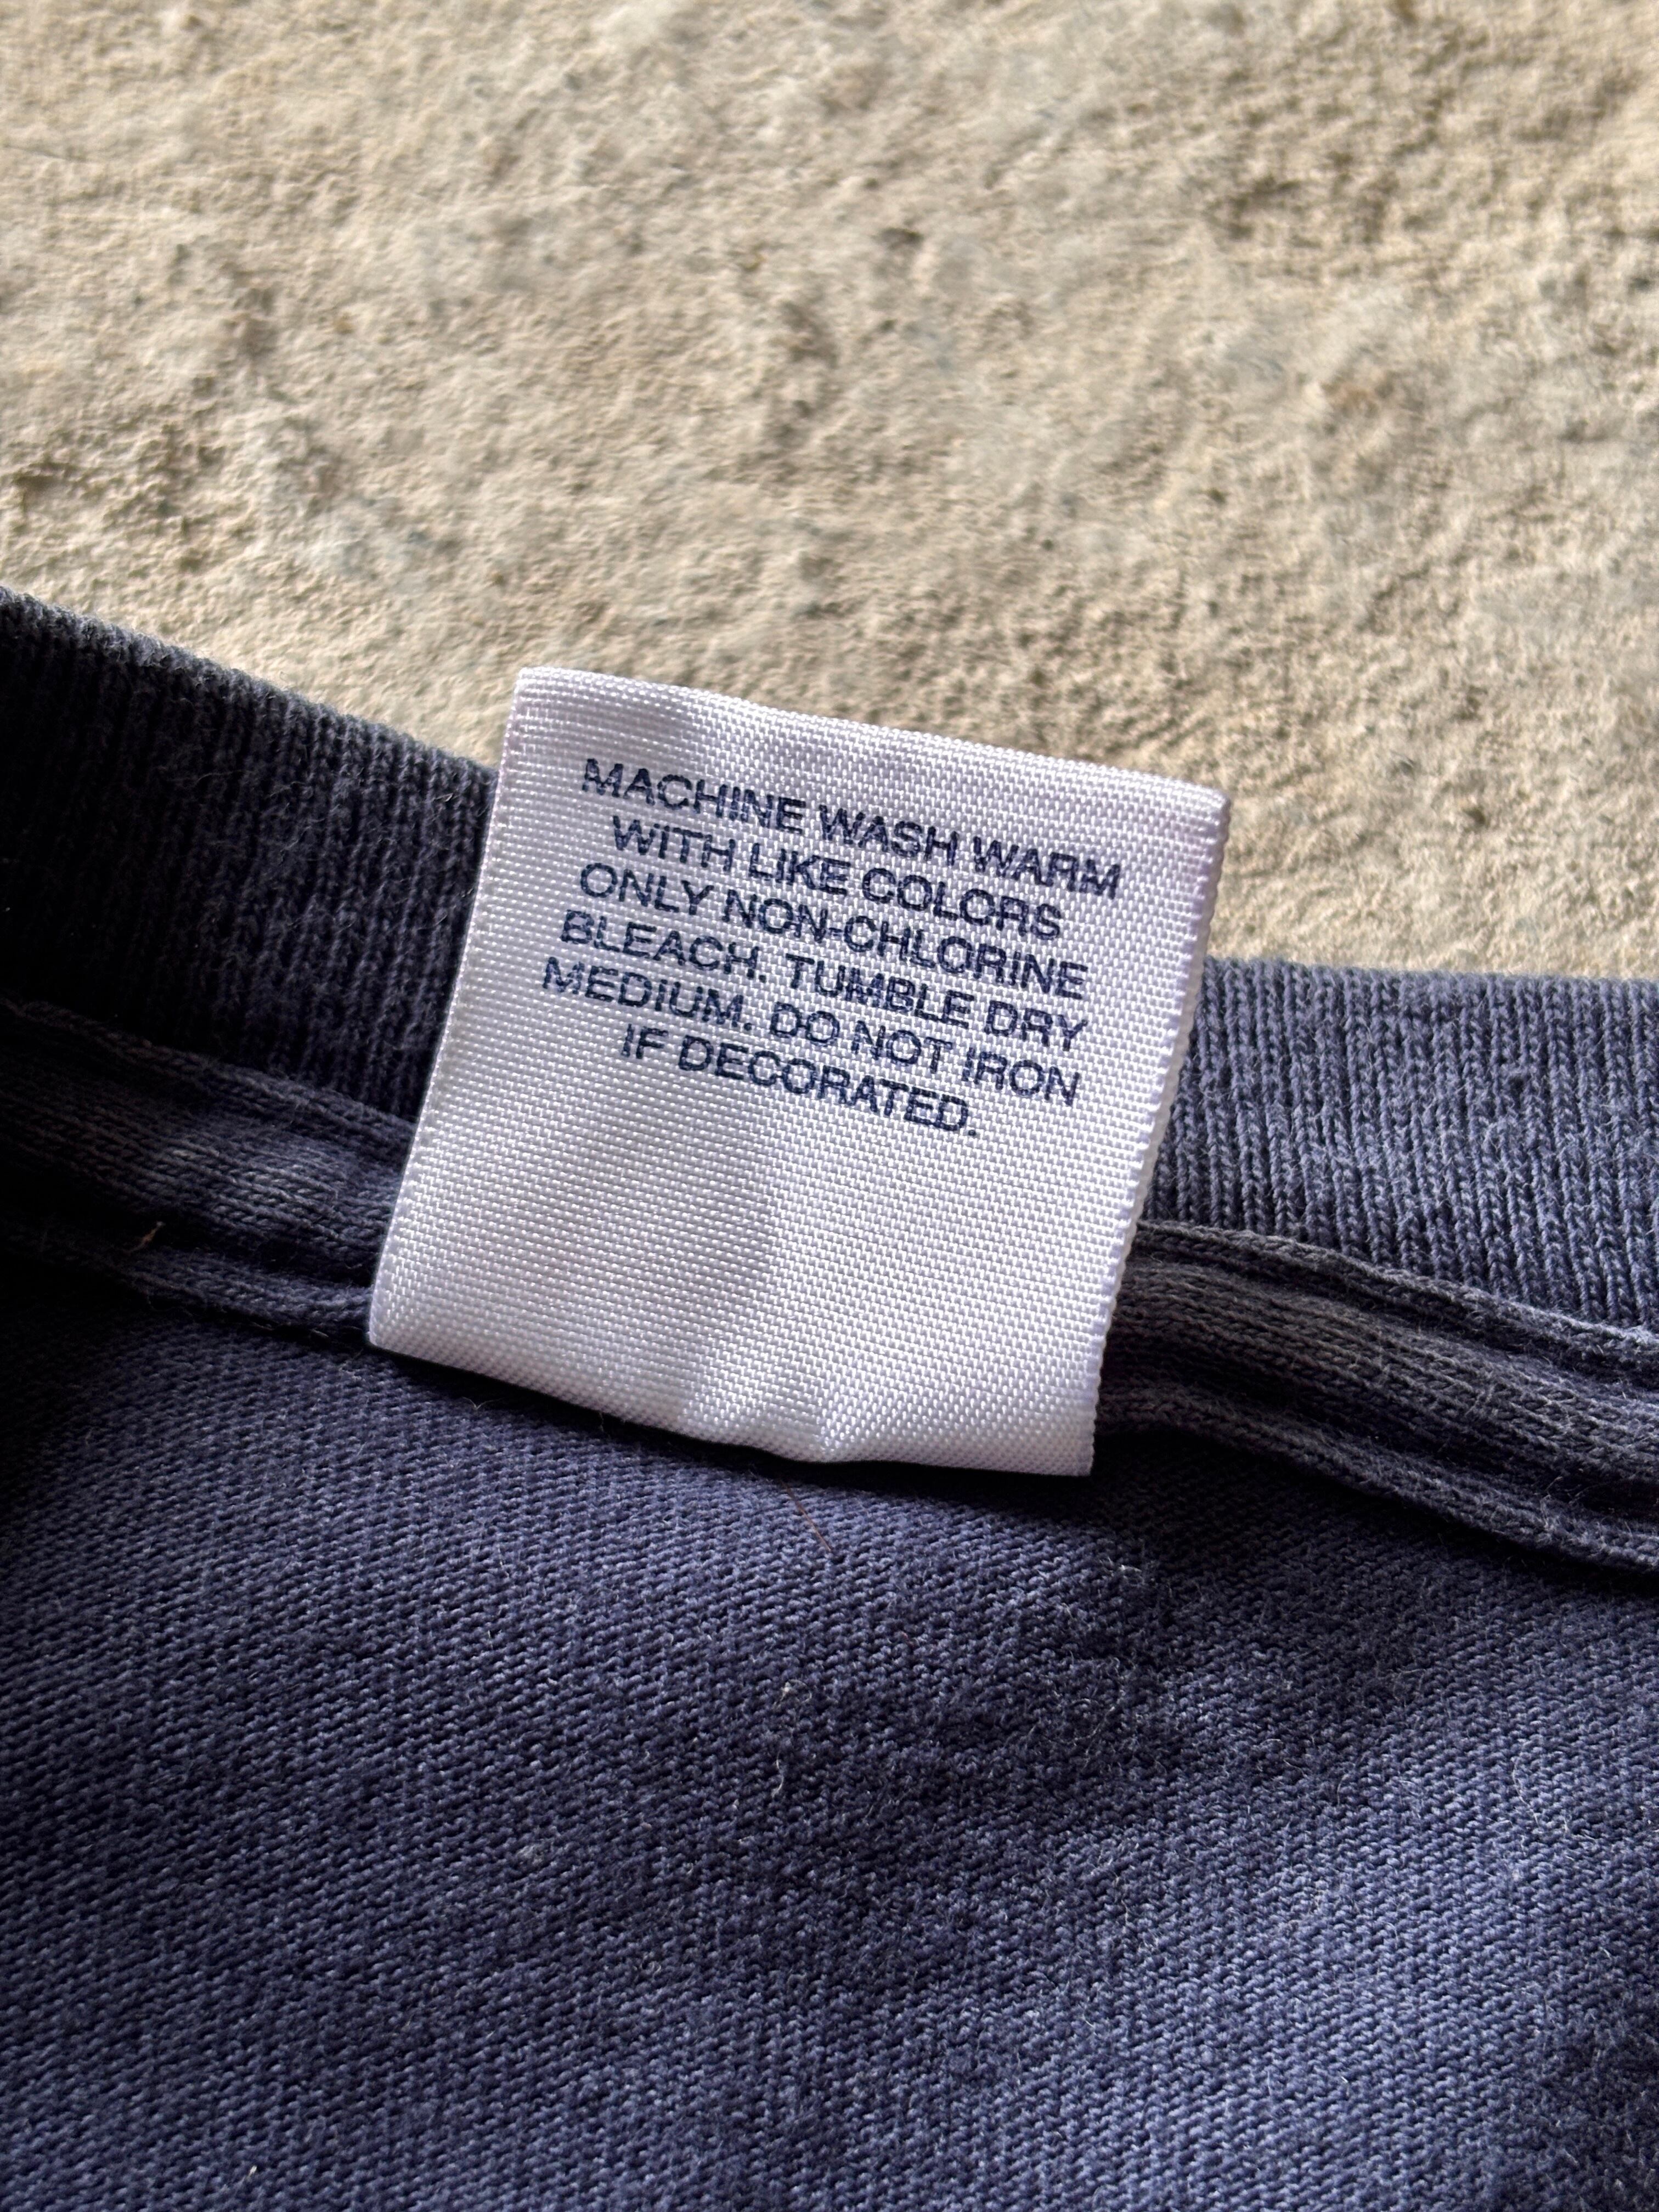 MACHINE WASH WARM
WITH LIKE COLORS
ONLY NON-CHLORINE
BLEACH. TUMBLE DRY
MEDIUM. DO NOT IRON
IF DECORATED.